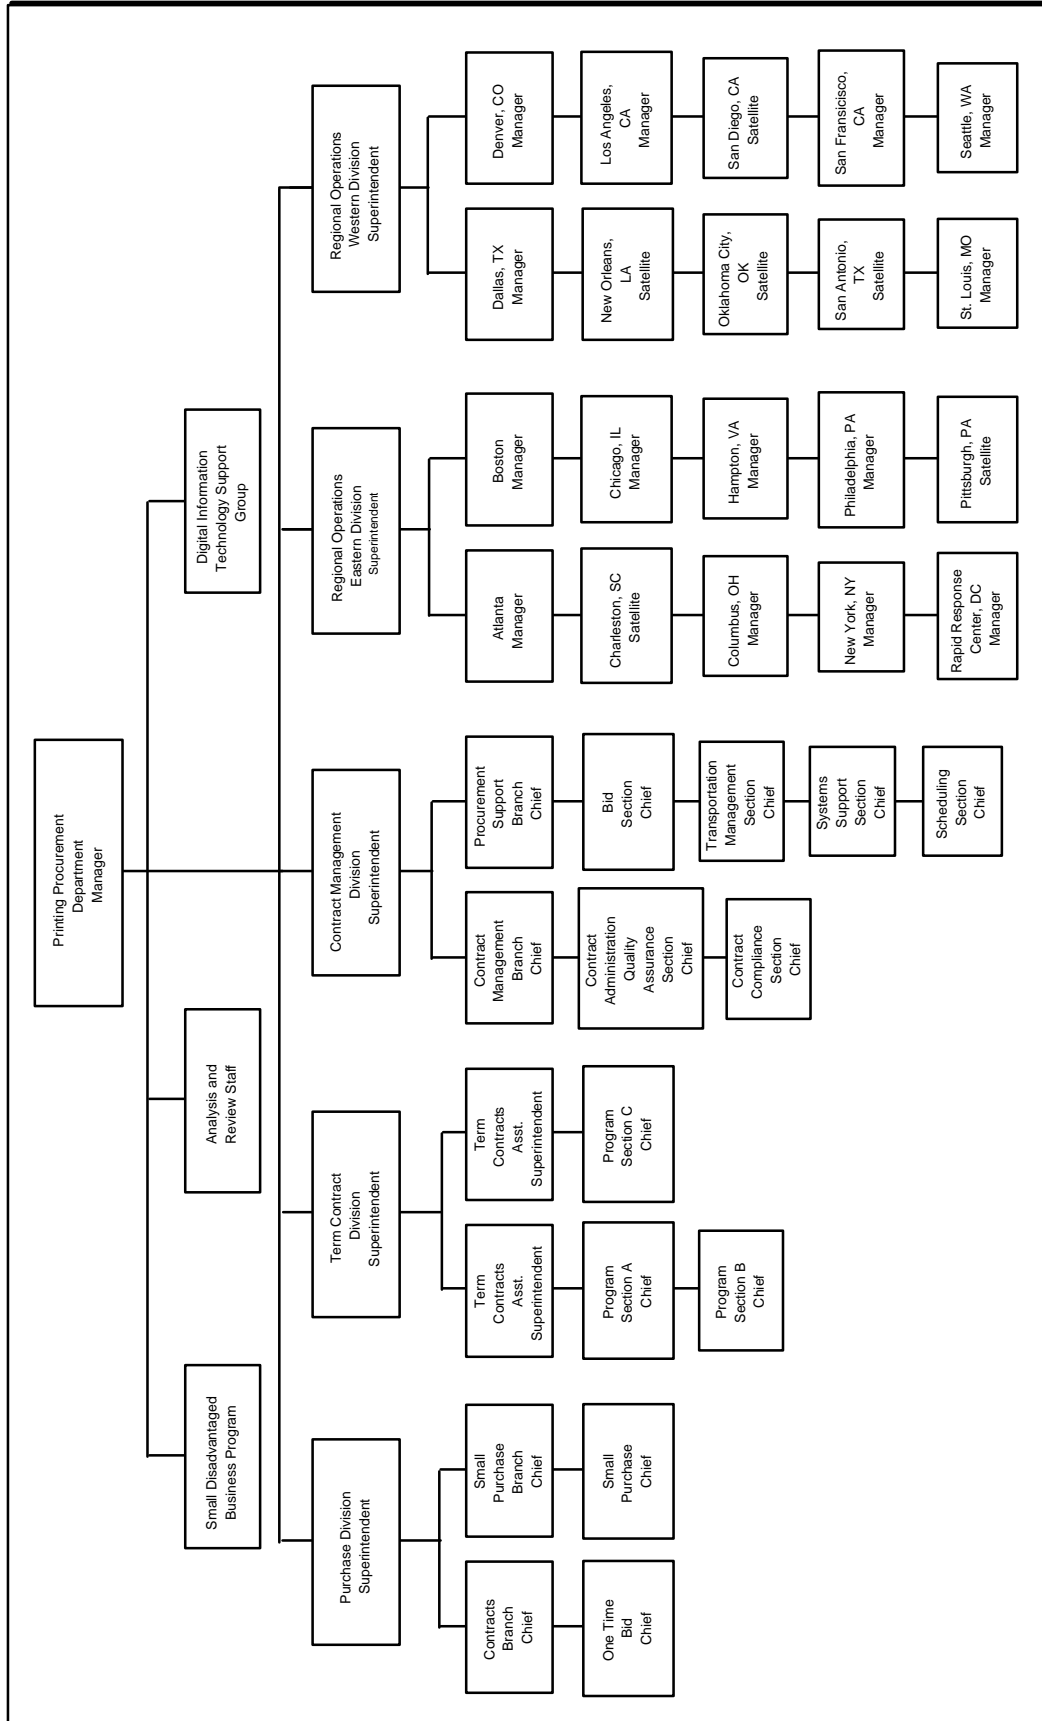 Printing Procurement
Department
Manager
Small Disadvantaged
Business Program
Analysis and
Review Staff
Digital Information
Technology Support
Group
Purchase Division
Superintendent
Term Contract
Division
Superintendent
Contract Management
Division
Superintendent
Regional Operations
Eastern Division
Superintendent
Regional Operations
Western Division
Superintendent
Contracts
Branch
Chief
One Time
Bid
Chief
Small
Purchase
Branch
Chief
Small
Purchase
Chief
Term
Contracts
Asst.
Superintendent
Program
Section A
Chief
Program
Section B
Chief
Term
Contracts
Asst.
Superintendent
Program
Section C
Chief
Contract
Management
Branch
Chief
Contract
Administration
Quality
Assurance
Section
Chief
Contract
Compliance
Section
Chief
Procurement
Support
Branch
Chief
Bid
Section
Chief
Transportation
Management
Section
Chief
Systems
Support
Section
Chief
Scheduling
Section
Chief
Atlanta
Manager
Charleston, SC
Satellite
Columbus, OH
Manager
New York, NY
Manager
Rapid Response
Center, DC
Manager
Boston
Manager
Chicago, IL
Manager
Hampton, VA
Manager
Philadelphia, PA
Manager
Pittsburgh, PA
Satellite
Dallas, TX
Manager
New Orleans,
LA
Satellite
Oklahoma City,
OK
Satellite
San Antonio,
TX
Satellite
St. Louis, MO
Manager
Denver, CO
Manager
Los Angeles,
CA
Manager
San Diego, CA
Satellite
San Fransicisco,
CA
Manager
Seattle, WA
Manager